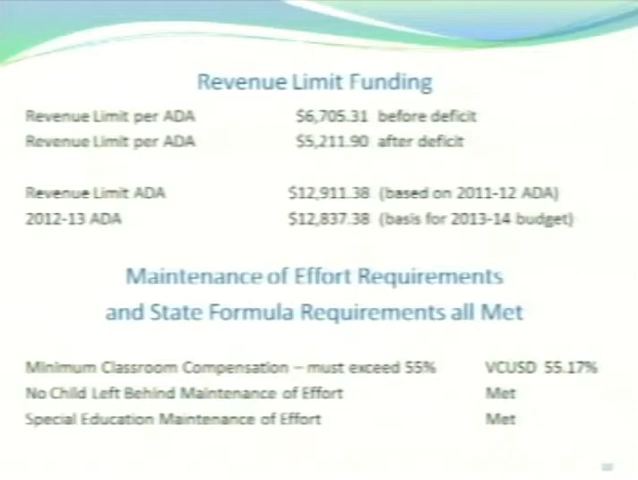 Revenue Limit Funding
Revenue Limit per ADA $6,705.31 before deficit
Revenue Limit per ADA $5,211.90 after deficit
Revenue Limit ADA $12,911.38 (based on 2011-12 ADA)
2012-13 ADA $12,837.38 (basis for 2013-14 budget)
Maintenance of Effort Requirements
and State Formula Requirements all Met
Minimum Classroom Compensation – must exceed 55% VCUSD 55.17%
No Child Left Behind Maintenance of Effort Met
Special Education Maintenance of Effort Met